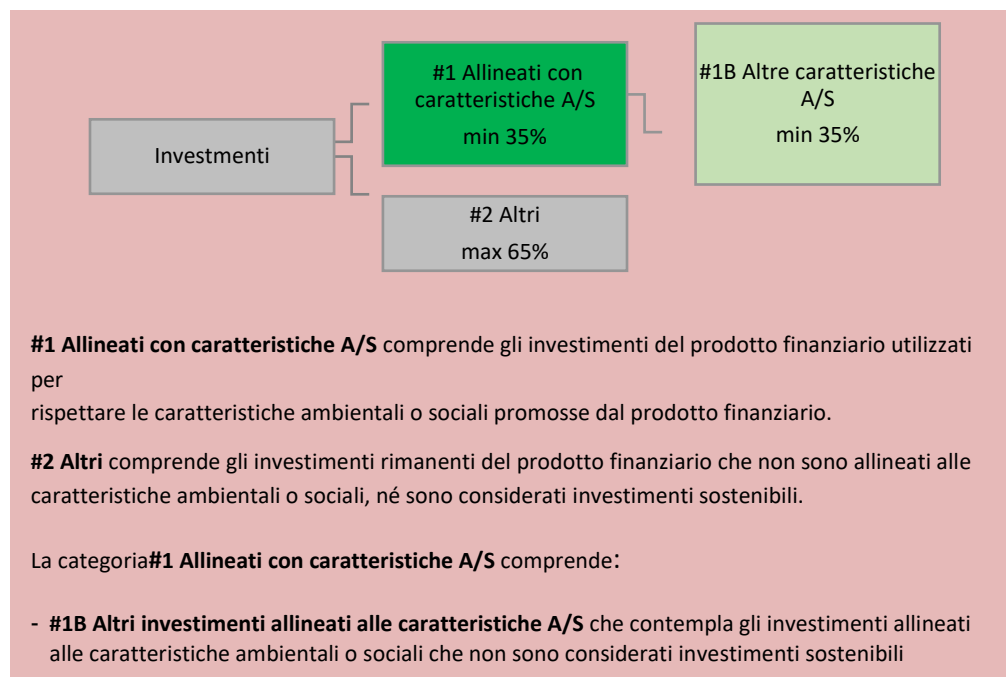 Investmenti
#1 Allineati con
caratteristiche A/S
min 35%
#1B Altre caratteristiche
A/S
min 35%
#2 Altri
max 65%
#1 Allineati con caratteristiche A/S comprende gli investimenti del prodotto finanziario utilizzati
per
rispettare le caratteristiche ambientali o sociali promosse dal prodotto finanziario.
#2 Altri comprende gli investimenti rimanenti del prodotto finanziario che non sono allineati alle
caratteristiche ambientali o sociali, né sono considerati investimenti sostenibili.
La categoria#1 Allineati con caratteristiche A/S comprende:
- #1B Altri investimenti allineati alle caratteristiche A/S che contempla gli investimenti allineati
alle caratteristiche ambientali o sociali che non sono considerati investimenti sostenibili